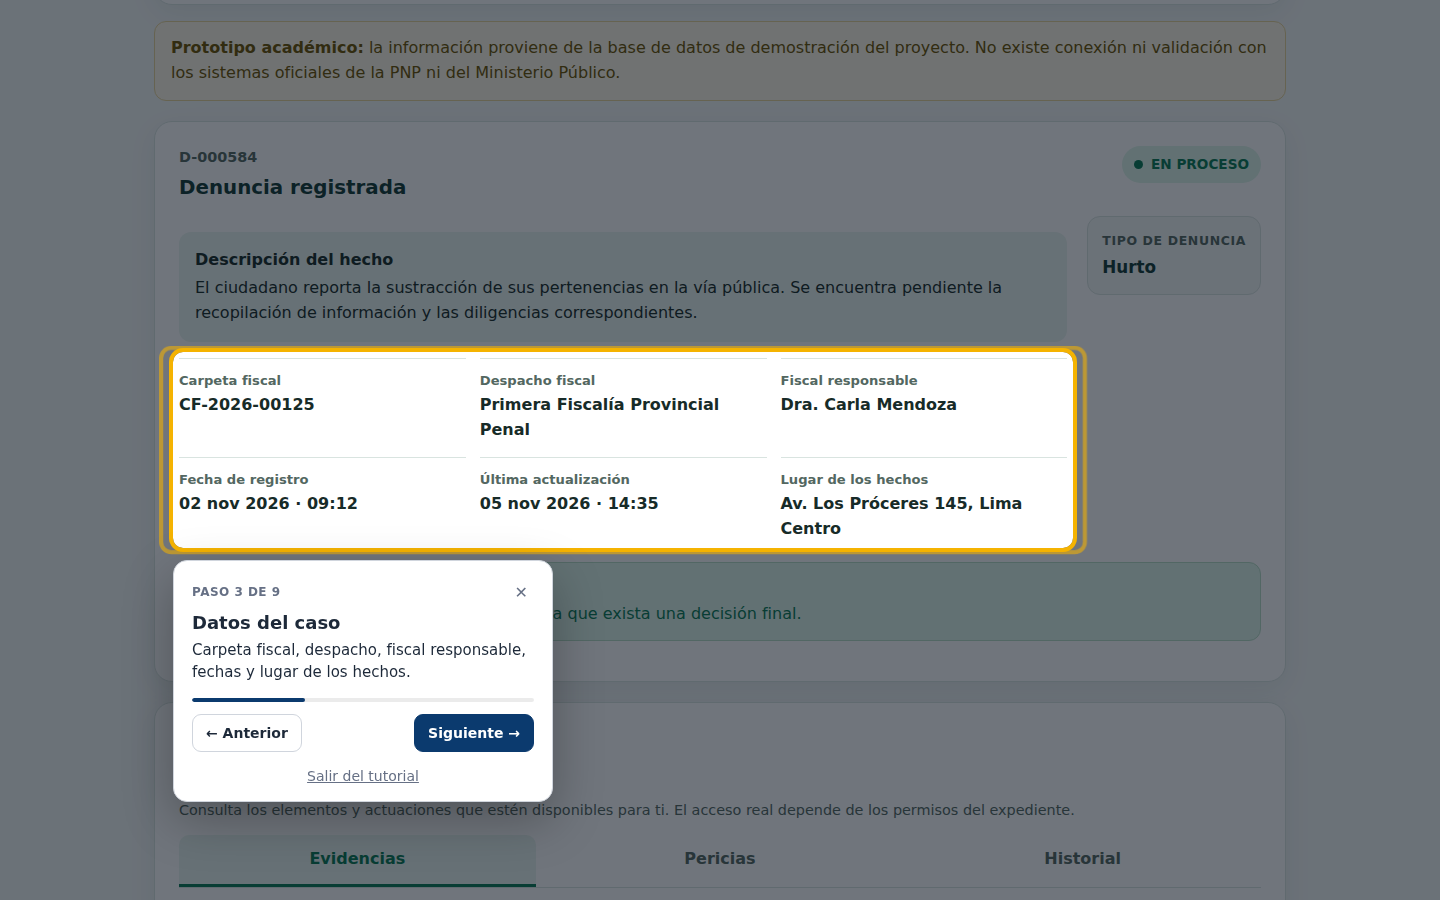 Prototipo académico: la información proviene de la base de datos de demostración del proyecto. No existe conexión ni validación con
los sistemas oficiales de la PNP ni del Ministerio Público.
D-000584
Denuncia registrada
EN PROCESO
Descripción del hecho
El ciudadano reporta la sustracción de sus pertenencias en la vía pública. Se encuentra pendiente la
recopilación de información y las diligencias correspondientes.
TIPO DE DENUNCIA
Hurto
Carpeta fiscal
CF-2026-00125
Despacho fiscal
Primera Fiscalía Provincial
Penal
Fiscal responsable
Dra. Carla Mendoza
Fecha de registro
02 nov 2026 · 09:12
Última actualización
05 nov 2026 · 14:35
Lugar de los hechos
Av. Los Próceres 145, Lima
Centro
a que exista una decisión final.
PASO 3 DE 9
✕
Datos del caso
Carpeta fiscal, despacho, fiscal responsable,
fechas y lugar de los hechos.
← Anterior
Siguiente →
Salir del tutorial
Consulta los elementos y actuaciones que estén disponibles para ti. El acceso real depende de los permisos del expediente.
Evidencias
Pericias
Historial